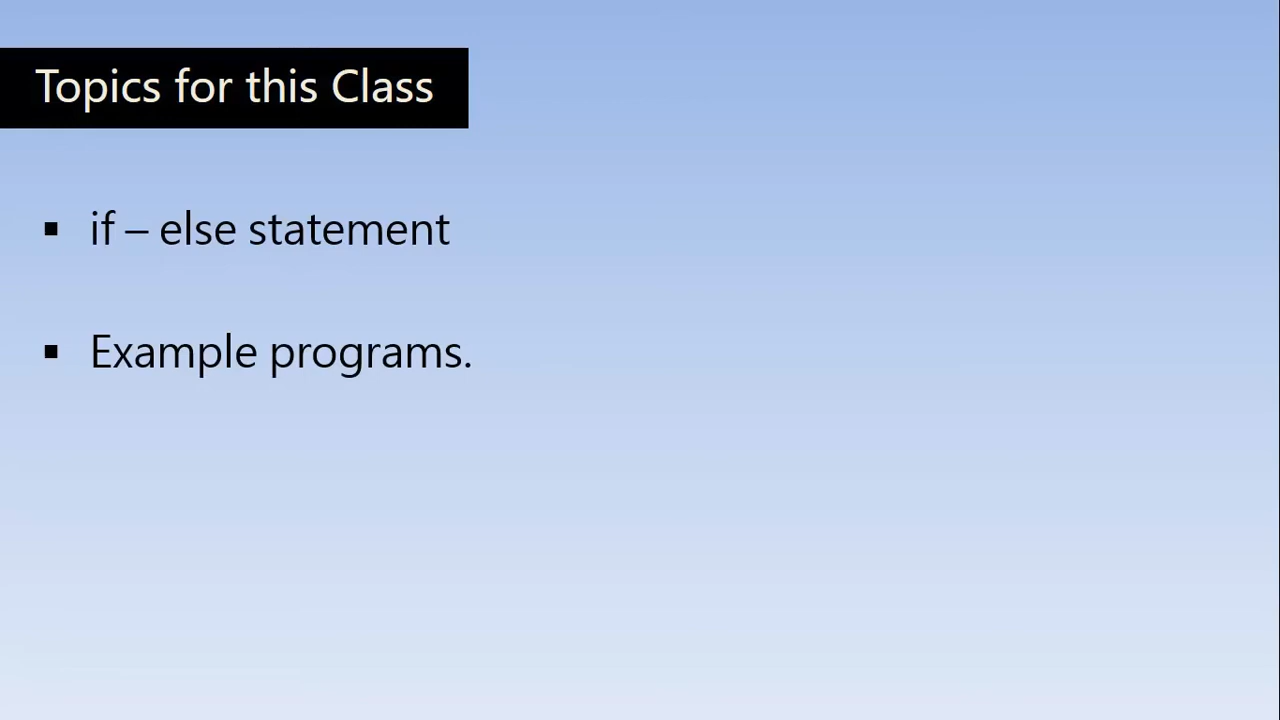 Topics for this Class
▪ if – else statement
▪ Example programs.